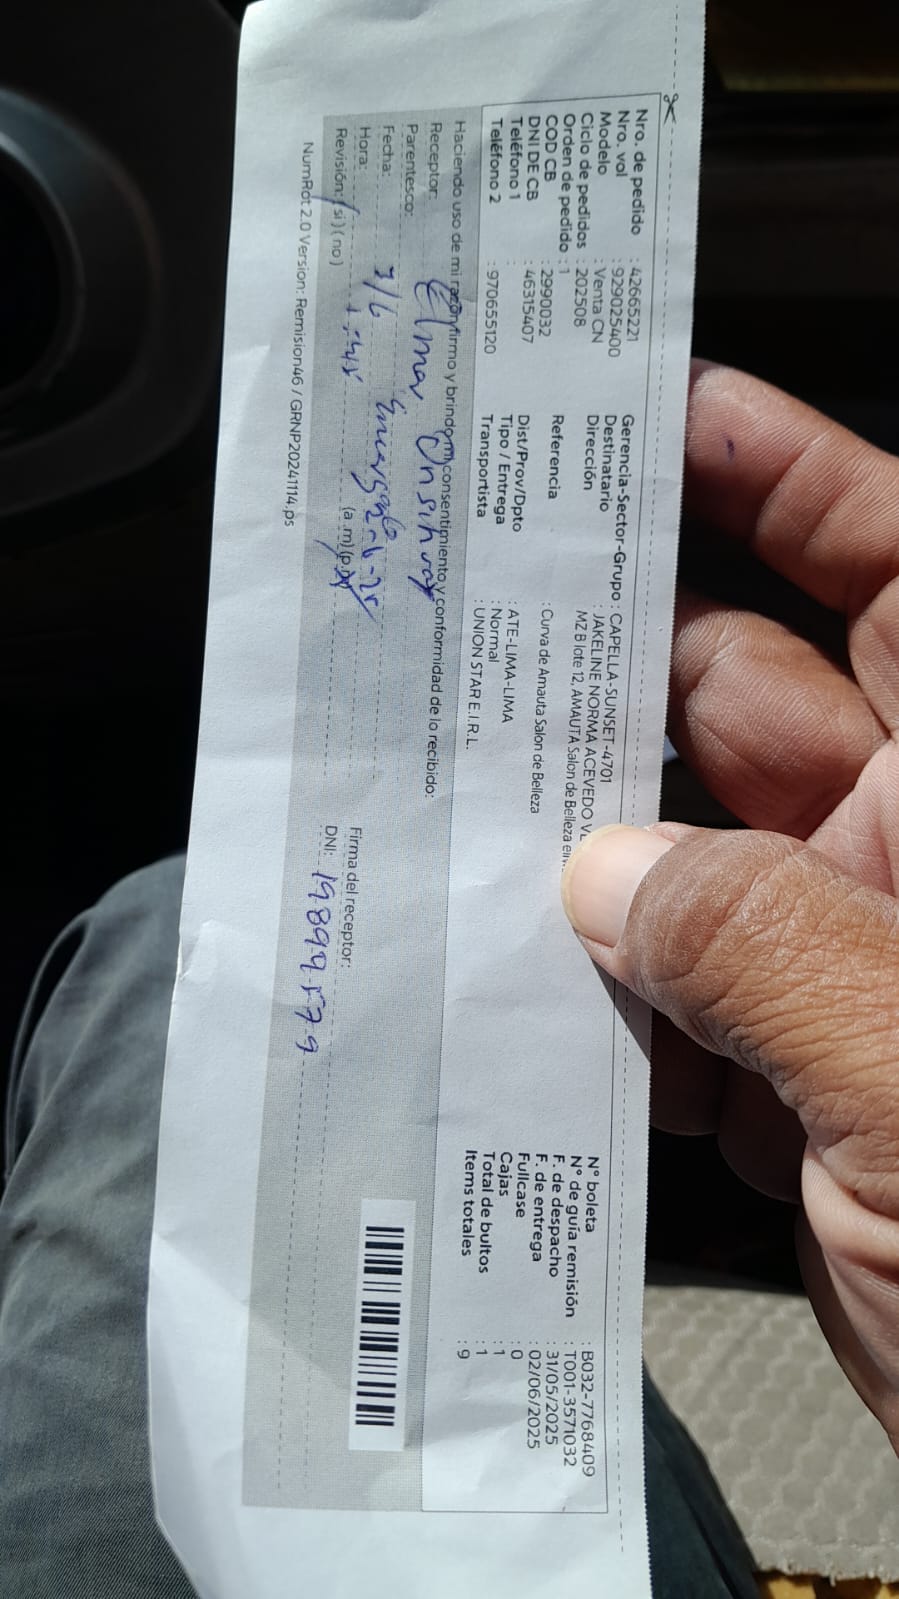 Nro. de pedido : 42665221
Nro. vol : 929025400
Modelo : Venta CN
Ciclo de pedidos : 202508
Orden de pedido : 1
COD CB : 2990032
DNI DE CB : 46315407
Teléfono 1 :
Teléfono 2 : 970655120
Gerencia-Sector-Grupo : CAPELLA-SUNSET-4701
Destinatario : JAKELINE NORMA ACEVEDO
Dirección MZ B lote 12, AMAUTA Salon de Belleza
Referencia : Curva de Amauta Salon de Belleza
Dist/Prov/Dpto : ATE-LIMA-LIMA
Tipo / Entrega : Normal
Transportista : UNION STAR E.I.R.L.
N° boleta : B032-7768409
N° de guía remisión : T001-3571032
F. de despacho : 31/05/2025
F. de entrega : 02/06/2025
Fullcase : 0
Cajas : 1
Total de bultos : 1
Items totales : 9
Haciendo uso de mi razón firmo y brindo mi consentimiento y conformidad de lo recibido:
Receptor: Elmer
Parentesco:
Fecha:
Hora: (a.m)(p.m)
Revisión: (si) (no)
Firma del receptor:
DNI: 19899579
NumRot 2.0 Version: Remision46 / GRNP20241114.ps